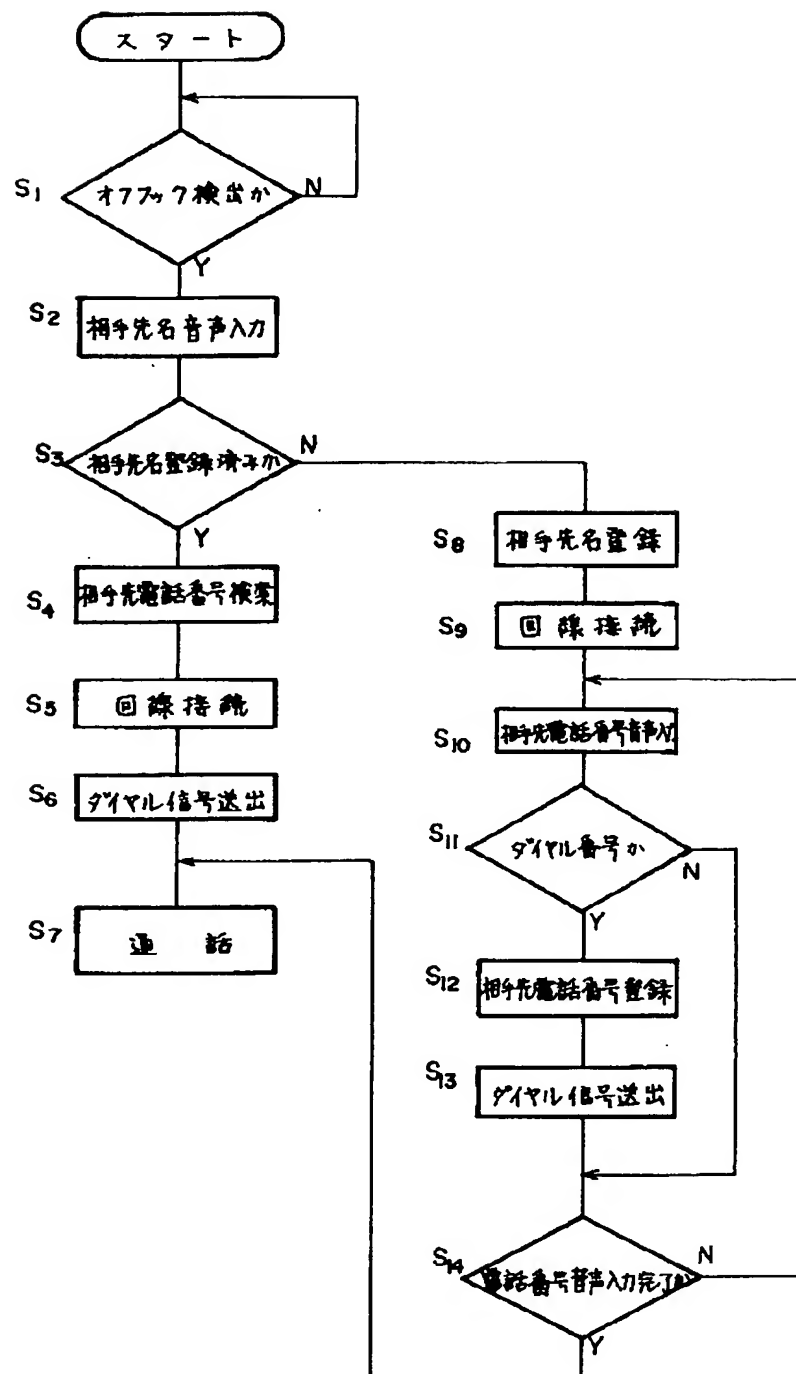 スタート
S1
オフフック検出か
N
Y
S2
相手先名音声入力
S3
相手先名登録済みか
N
Y
S4
相手先電話番号検索
S5
回線接続
S6
ダイヤル信号送出
S7
通話
S8
相手先名登録
S9
回線接続
S10
相手先電話番号音声入力
S11
ダイヤル番号か
N
Y
S12
相手先電話番号登録
S13
ダイヤル信号送出
S14
電話番号音声入力完了か
N
Y